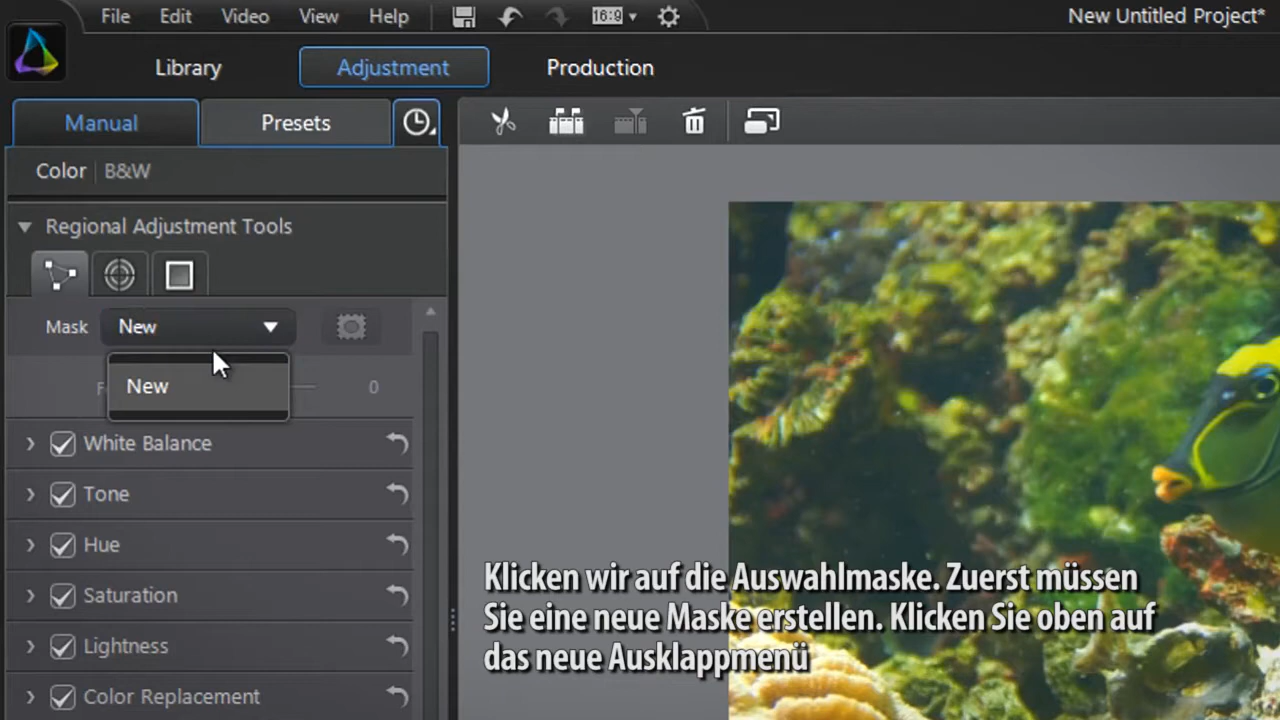 File Edit Video View Help 16:9 New Untitled Project*
Library Adjustment Production
Manual Presets
Color | B&W
Regional Adjustment Tools
Mask New
New
0
White Balance
Tone
Hue
Saturation
Lightness
Color Replacement
Klicken wir auf die Auswahlmaske. Zuerst müssen
Sie eine neue Maske erstellen. Klicken Sie oben auf
das neue Ausklappmenü